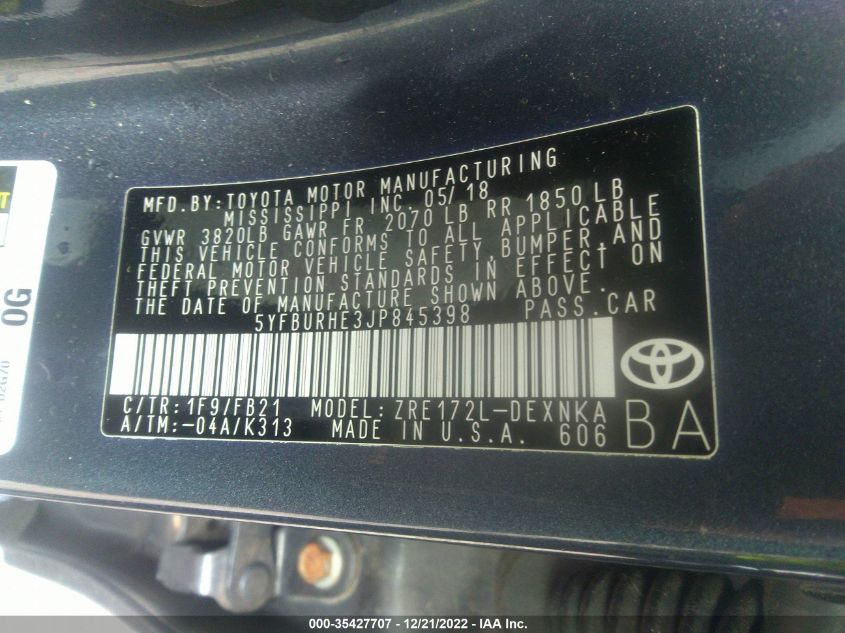 MFD.BY:TOYOTA MOTOR MANUFACTURING
MISSISSIPPI INC. 05/18
GVWR 3820LB GAWR FR 2070 LB RR 1850 LB
THIS VEHICLE CONFORMS TO ALL APPLICABLE
FEDERAL MOTOR VEHICLE SAFETY,BUMPER,AND
THEFT PREVENTION STANDARDS IN EFFECT ON
THE DATE OF MANUFACTURE SHOWN ABOVE.
5YFBURHE3JP845398 PASS.CAR
C/TR:1F9/FB21 MODEL:ZRE172L-DEXNKA
A/TM:-04A/K313 MADE IN U.S.A. 606
BA
0G
000-35427707 - 12/21/2022 - IAA Inc.